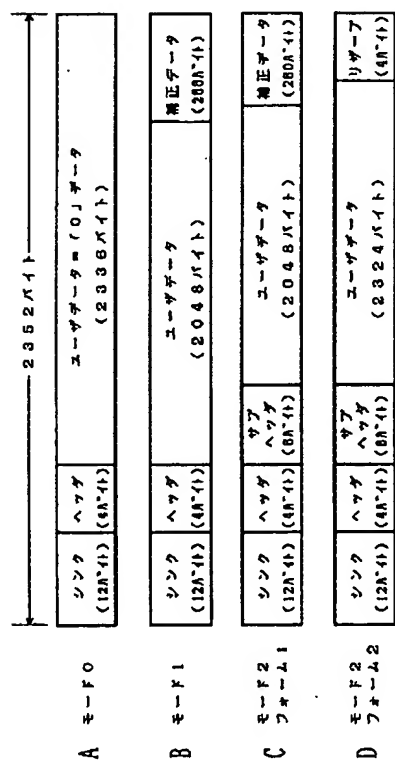 2352バイト
A
モード0
シンク
(12ﾊﾞｲﾄ)
ヘッダ
(4ﾊﾞｲﾄ)
ユーザデータ=「0」データ
(2336バイト)
B
モード1
シンク
(12ﾊﾞｲﾄ)
ヘッダ
(4ﾊﾞｲﾄ)
ユーザデータ
(2048バイト)
補正データ
(288ﾊﾞｲﾄ)
C
モード2
フォーム1
シンク
(12ﾊﾞｲﾄ)
ヘッダ
(4ﾊﾞｲﾄ)
サブ
ヘッダ
(8ﾊﾞｲﾄ)
ユーザデータ
(2048バイト)
補正データ
(280ﾊﾞｲﾄ)
D
モード2
フォーム2
シンク
(12ﾊﾞｲﾄ)
ヘッダ
(4ﾊﾞｲﾄ)
サブ
ヘッダ
(8ﾊﾞｲﾄ)
ユーザデータ
(2324バイト)
リザーブ
(4ﾊﾞｲﾄ)